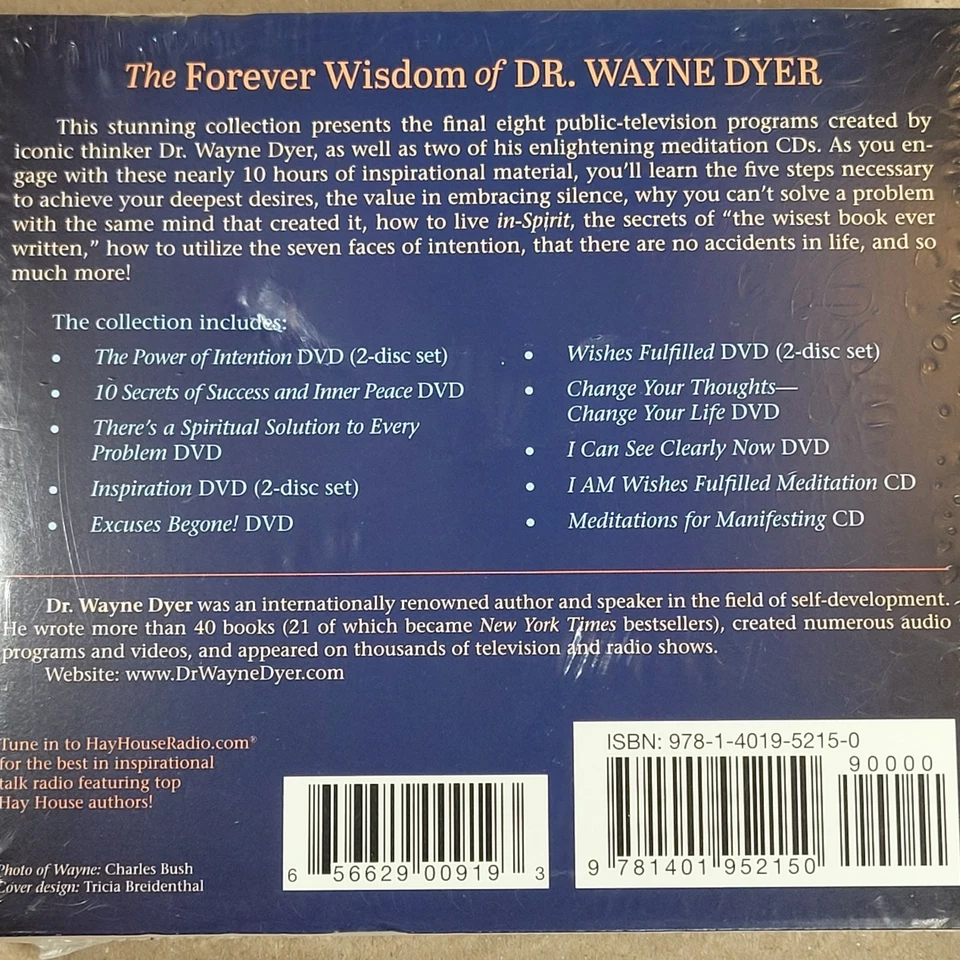 The Forever Wisdom of DR. WAYNE DYER
This stunning collection presents the final eight public-television programs created by
iconic thinker Dr. Wayne Dyer, as well as two of his enlightening meditation CDs. As you en-
gage with these nearly 10 hours of inspirational material, you'll learn the five steps necessary
to achieve your deepest desires, the value in embracing silence, why you can't solve a problem
with the same mind that created it, how to live in-Spirit, the secrets of “the wisest book ever
written,” how to utilize the seven faces of intention, that there are no accidents in life, and so
much more!
The collection includes:
• The Power of Intention DVD (2-disc set)
• 10 Secrets of Success and Inner Peace DVD
• There's a Spiritual Solution to Every
Problem DVD
• Inspiration DVD (2-disc set)
• Excuses Begone! DVD
• Wishes Fulfilled DVD (2-disc set)
• Change Your Thoughts—
Change Your Life DVD
• I Can See Clearly Now DVD
• I AM Wishes Fulfilled Meditation CD
• Meditations for Manifesting CD
Dr. Wayne Dyer was an internationally renowned author and speaker in the field of self-development.
He wrote more than 40 books (21 of which became New York Times bestsellers), created numerous audio
programs and videos, and appeared on thousands of television and radio shows.
Website: www.DrWayneDyer.com
Tune in to HayHouseRadio.com®
for the best in inspirational
talk radio featuring top
Hay House authors!
Photo of Wayne: Charles Bush
Cover design: Tricia Breidenthal
6 56629 00919 3
ISBN: 978-1-4019-5215-0
90000
9 781401 952150